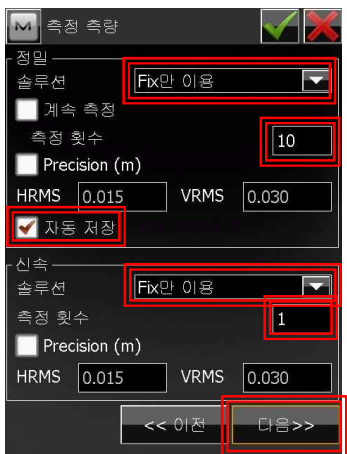 측정 측량
정밀
솔루션 Fix만 이용
계속 측정
측정 횟수 10
Precision (m)
HRMS 0.015 VRMS 0.030
자동 저장
신속
솔루션 Fix만 이용
측정 횟수 1
Precision (m)
HRMS 0.015 VRMS 0.030
<< 이전 다음>>